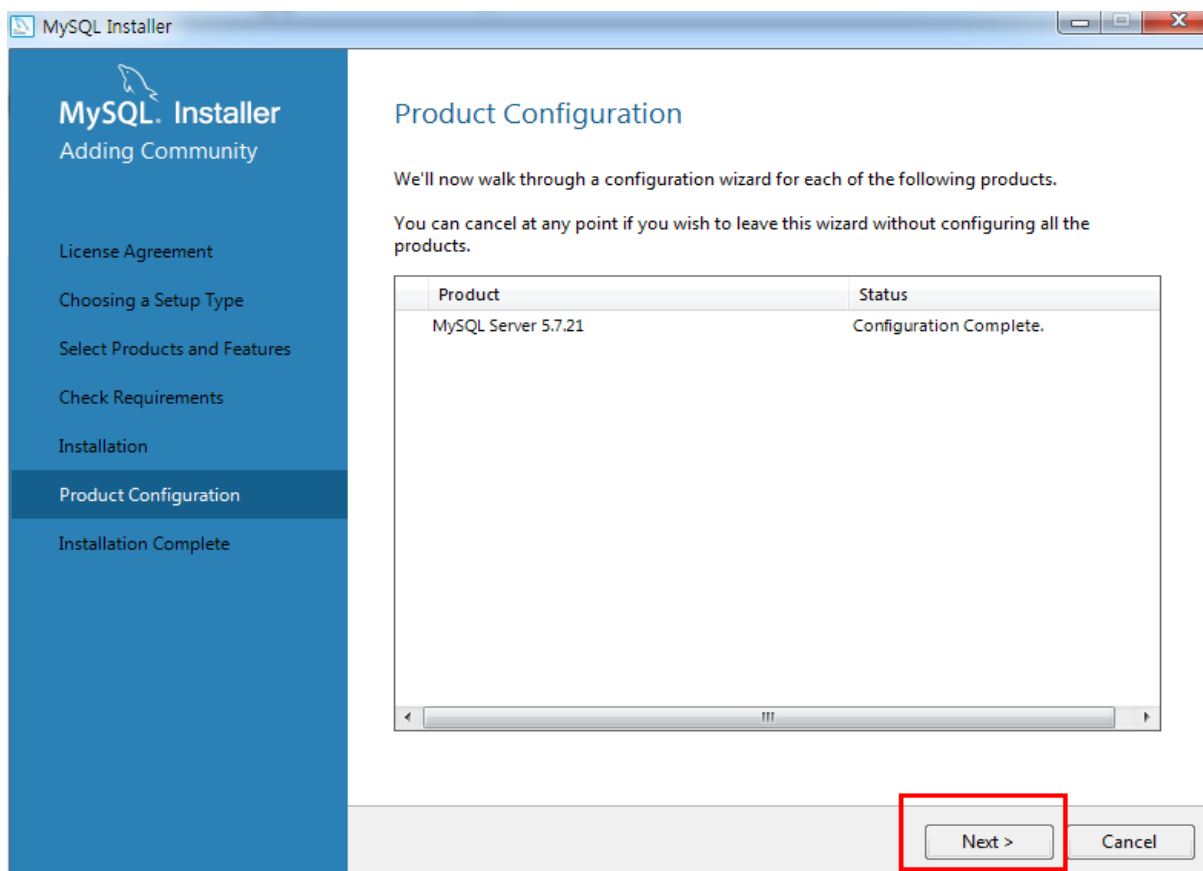 MySQL Installer
MySQL. Installer
Adding Community
License Agreement
Choosing a Setup Type
Select Products and Features
Check Requirements
Installation
Product Configuration
Installation Complete
Product Configuration
We'll now walk through a configuration wizard for each of the following products.
You can cancel at any point if you wish to leave this wizard without configuring all the
products.
Product Status
MySQL Server 5.7.21 Configuration Complete.
Next > Cancel